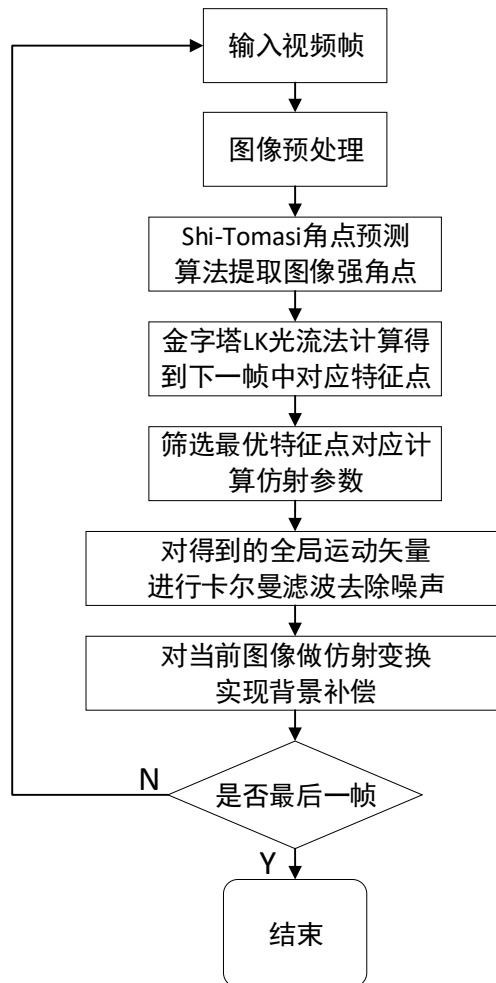 输入视频帧
图像预处理
Shi-Tomasi角点预测
算法提取图像强角点
金字塔LK光流法计算得
到下一帧中对应特征点
筛选最优特征点对应计
算仿射参数
对得到的全局运动矢量
进行卡尔曼滤波去除噪声
对当前图像做仿射变换
实现背景补偿
N
是否最后一帧
Y
结束